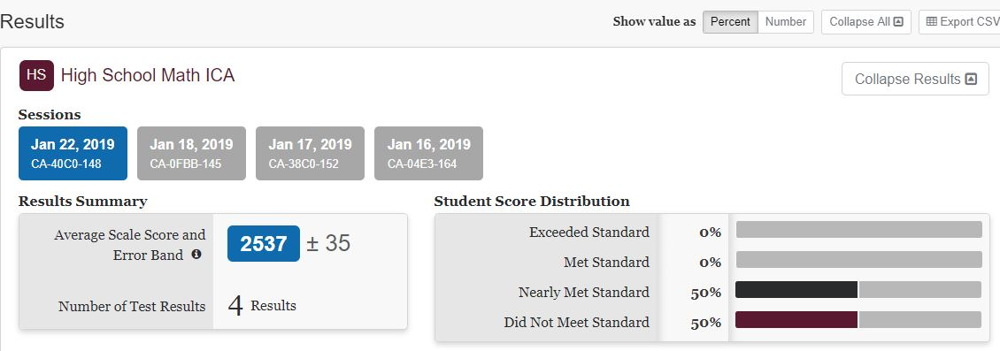 Results
Show value as Percent Number Collapse All Export CSV
HS High School Math ICA
Collapse Results
Sessions
Jan 22, 2019
CA-40C0-148
Jan 18, 2019
CA-0FBB-145
Jan 17, 2019
CA-38C0-152
Jan 16, 2019
CA-04E3-164
Results Summary
Average Scale Score and
Error Band
2537 ± 35
Number of Test Results 4 Results
Student Score Distribution
Exceeded Standard 0%
Met Standard 0%
Nearly Met Standard 50%
Did Not Meet Standard 50%